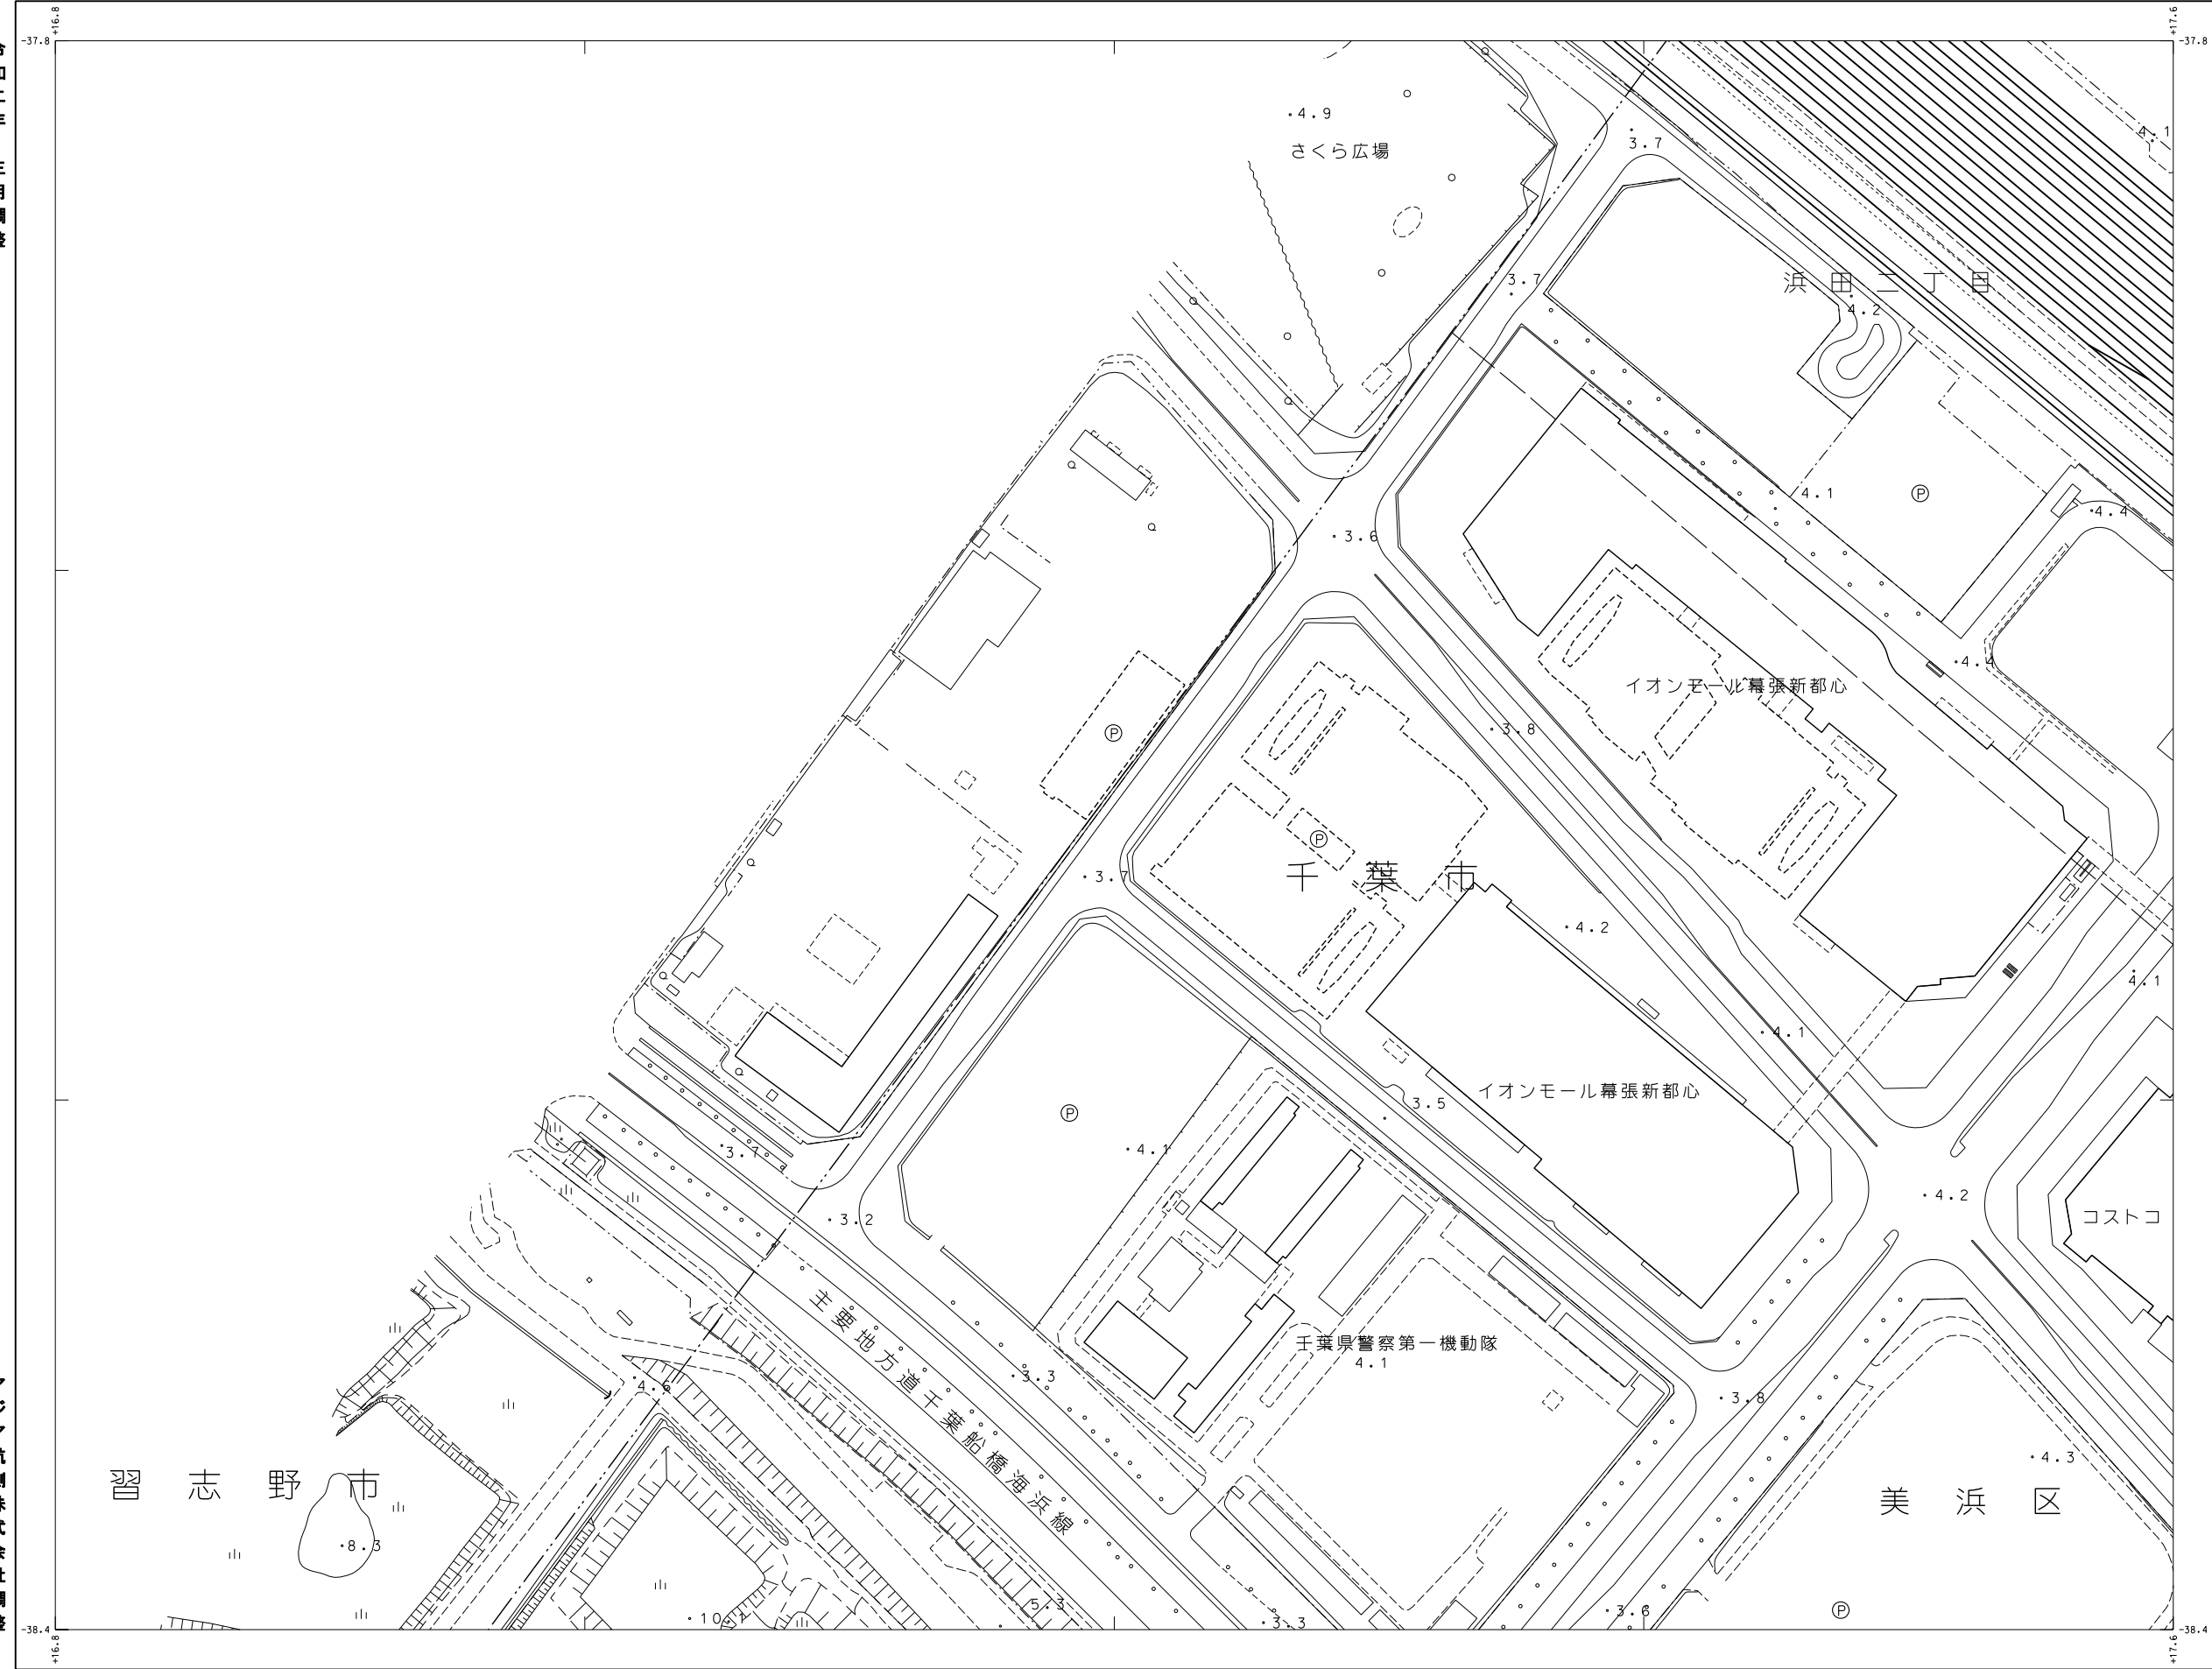 +16.8
+17.6
-37.8
-37.8
4.9
さくら広場
3.7
4.1
3.7
浜田二丁目
4.2
4.1
P
4.4
3.6
4.4
イオンモール幕張新都心
3.8
P
P
千葉市
3.7
4.2
4.1
4.1
イオンモール幕張新都心
3.5
P
4.1
3.7
4.2
3.2
コストコ
主要地方道千葉船橋海浜線
千葉県警察第一機動隊
4.1
3.3
4.6
3.8
4.3
習志野市
美浜区
8.3
10.1
5.3
3.3
3.6
P
-38.4
-38.4
+16.8
+17.6